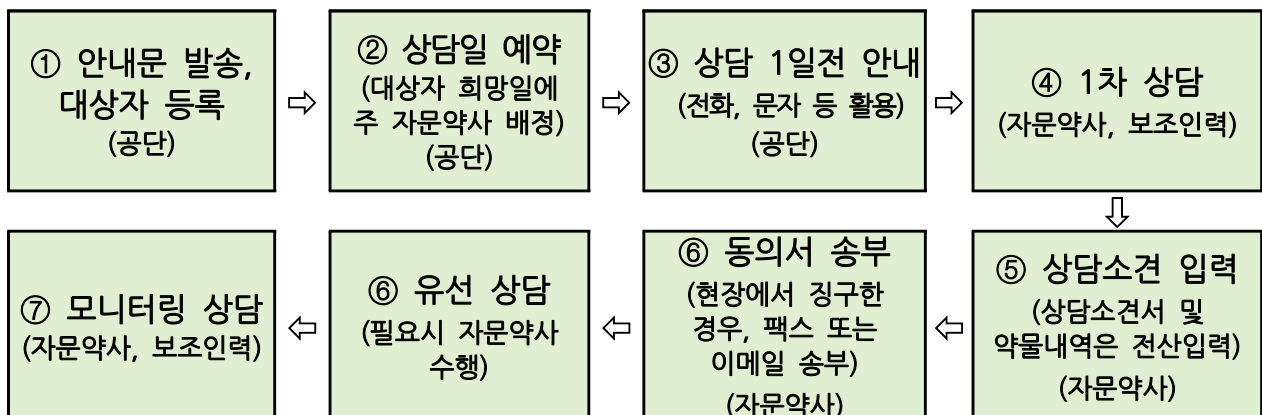 ① 안내문 발송,
대상자 등록
(공단)
② 상담일 예약
(대상자 희망일에
주 자문약사 배정)
(공단)
③ 상담 1일전 안내
(전화, 문자 등 활용)
(공단)
④ 1차 상담
(자문약사, 보조인력)
⑤ 상담소견 입력
(상담소견서 및
약물내역은 전산입력)
(자문약사)
⑥ 동의서 송부
(현장에서 징구한
경우, 팩스 또는
이메일 송부)
(자문약사)
⑥ 유선 상담
(필요시 자문약사
수행)
⑦ 모니터링 상담
(자문약사, 보조인력)